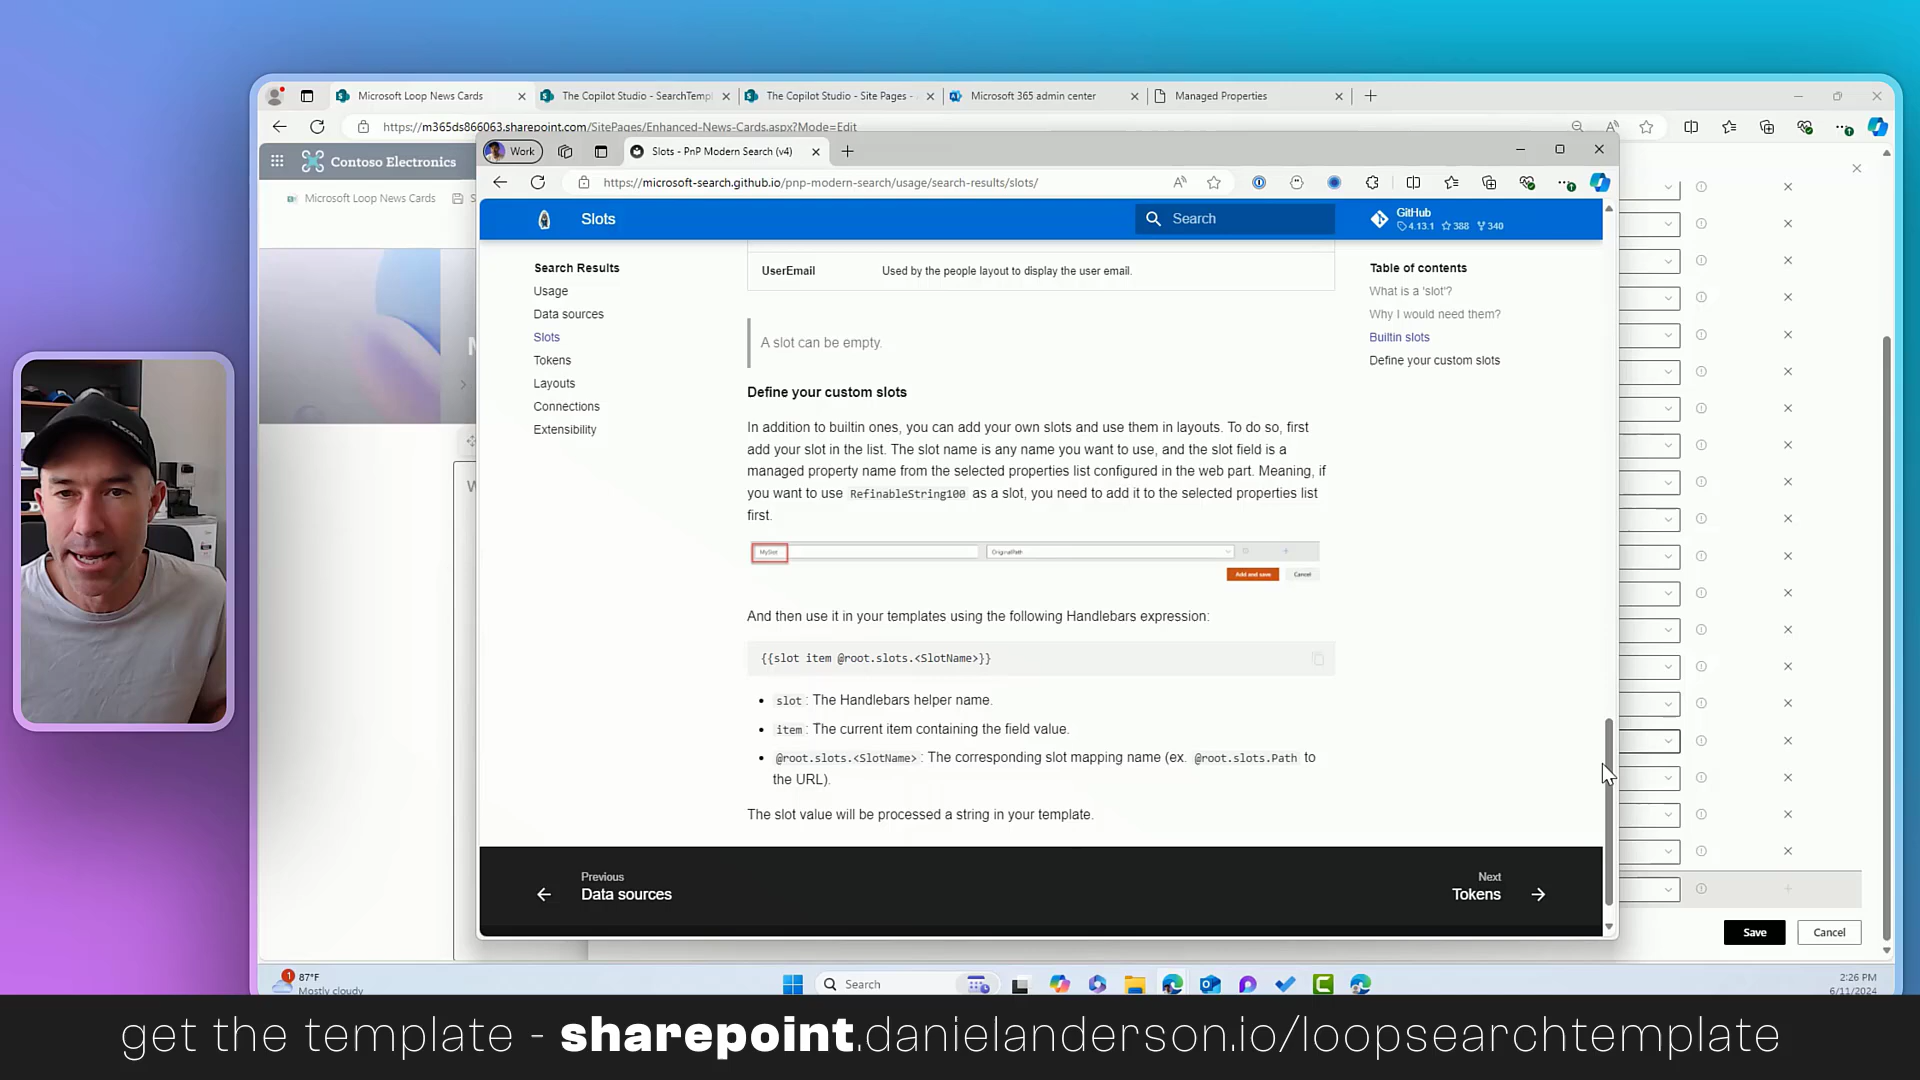 Microsoft Loop News Cards
The Copilot Studio - SearchTempl
The Copilot Studio - Site Pages -
Microsoft 365 admin center
Managed Properties
https://m365ds866063.sharepoint.com/SitePages/Enhanced-News-Cards.aspx?Mode=Edit
Contoso Electronics
Microsoft Loop News Cards
S
M
W
Work
Slots - PnP Modern Search (v4)
https://microsoft-search.github.io/pnp-modern-search/usage/search-results/slots/
Slots
Search
GitHub
4.13.1 388 340
Search Results
Usage
Data sources
Slots
Tokens
Layouts
Connections
Extensibility
UserEmail Used by the people layout to display the user email.
A slot can be empty.
Define your custom slots
In addition to builtin ones, you can add your own slots and use them in layouts. To do so, first
add your slot in the list. The slot name is any name you want to use, and the slot field is a
managed property name from the selected properties list configured in the web part. Meaning, if
you want to use RefinableString100 as a slot, you need to add it to the selected properties list
first.
MySlot OriginalPath
Add and save Cancel
And then use it in your templates using the following Handlebars expression:
{{slot item @root.slots.<SlotName>}}
slot : The Handlebars helper name.
item : The current item containing the field value.
@root.slots.<SlotName> : The corresponding slot mapping name (ex. @root.slots.Path to
the URL).
The slot value will be processed a string in your template.
Table of contents
What is a 'slot'?
Why I would need them?
Builtin slots
Define your custom slots
Previous
Data sources
Next
Tokens
Save
Cancel
1
87°F
Mostly cloudy
Search
2:26 PM
6/11/2024
get the template - sharepoint.danielanderson.io/loopsearchtemplate